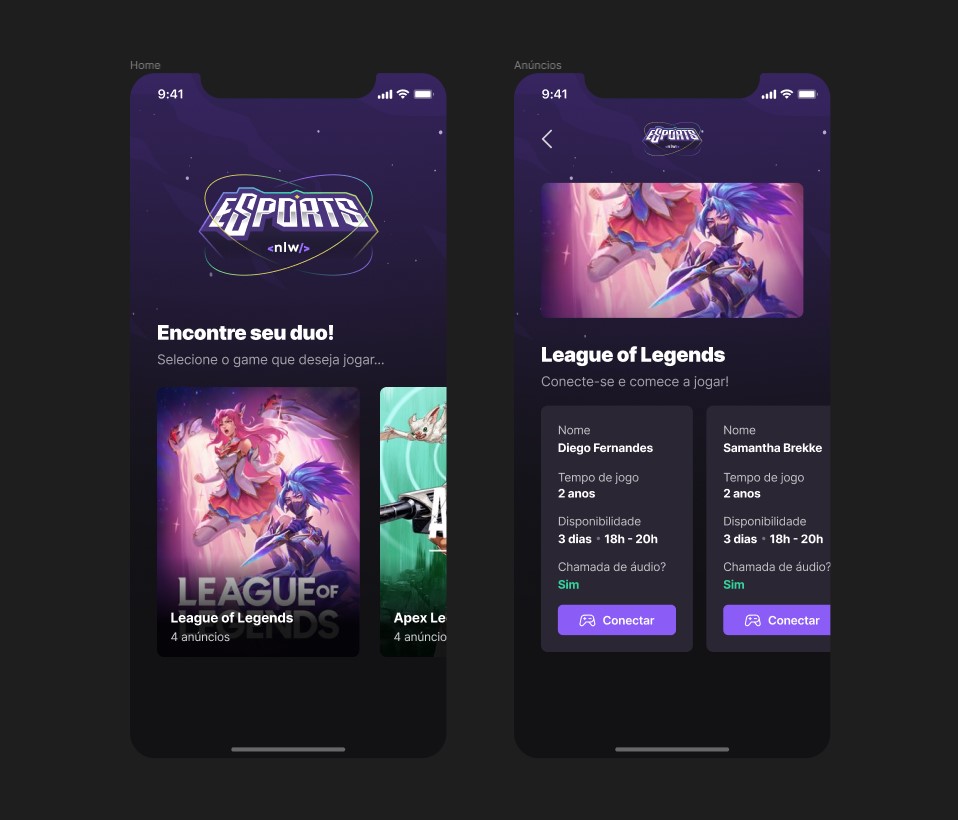 Home
9:41
ESPORTS
<nlw/>
Encontre seu duo!
Selecione o game que deseja jogar...
LEAGUE OF
LEGENDS
League of Legends
4 anúncios
A
Apex Le
4 anúncio
Anúncios
9:41
ESPORTS
<nlw/>
League of Legends
Conecte-se e comece a jogar!
Nome
Diego Fernandes
Tempo de jogo
2 anos
Disponibilidade
3 dias • 18h - 20h
Chamada de áudio?
Sim
Conectar
Nome
Samantha Brekke
Tempo de jogo
2 anos
Disponibilidade
3 dias • 18h - 20h
Chamada de áudio?
Sim
Conectar